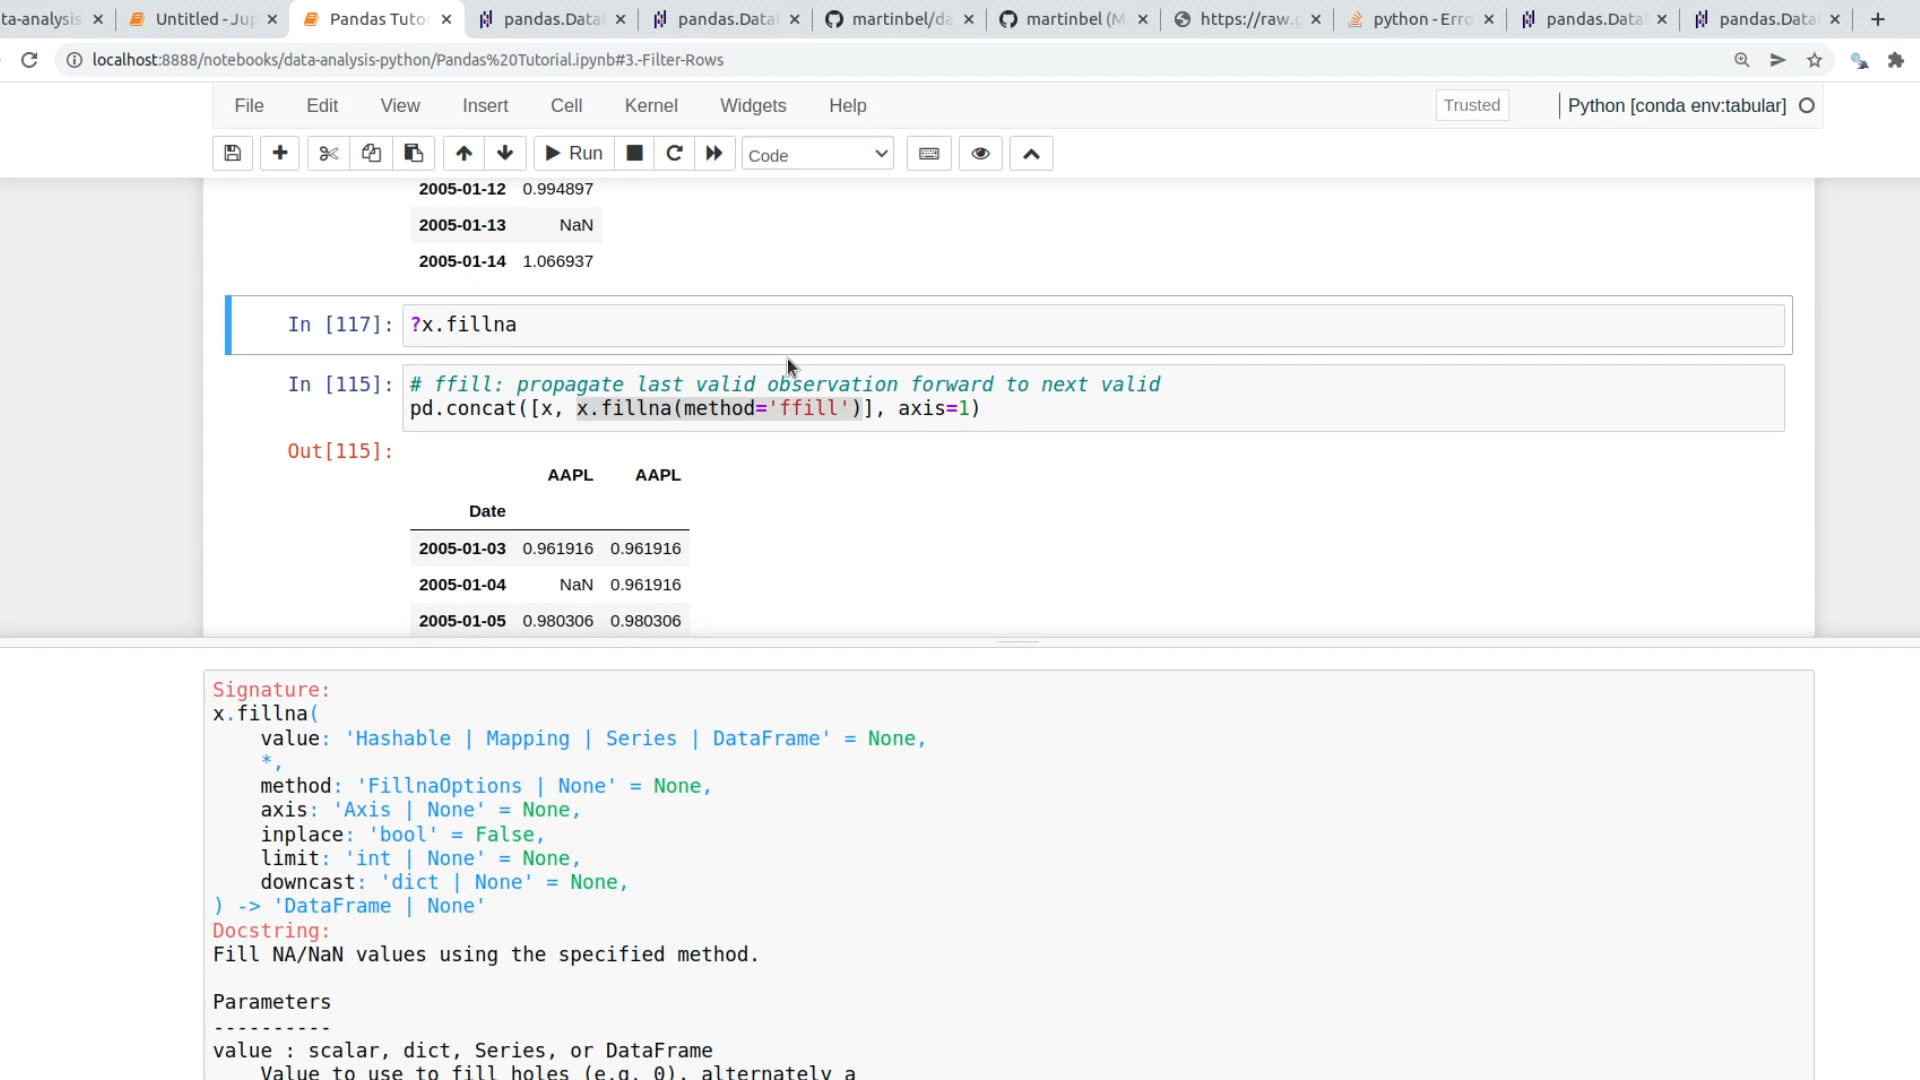 ta-analysis
Untitled - Jup
Pandas Tuto
pandas.Data
pandas.Data
martinbel/da
martinbel (M
https://raw.g
python - Erro
pandas.Data
pandas.Data
localhost:8888/notebooks/data-analysis-python/Pandas%20Tutorial.ipynb#3.-Filter-Rows
File Edit View Insert Cell Kernel Widgets Help
Trusted
Python [conda env:tabular]
Run
Code
2005-01-12 0.994897
2005-01-13 NaN
2005-01-14 1.066937
In [117]: ?x.fillna
In [115]: # ffill: propagate last valid observation forward to next valid
pd.concat([x, x.fillna(method='ffill')], axis=1)
Out[115]:
AAPL AAPL
Date
2005-01-03 0.961916 0.961916
2005-01-04 NaN 0.961916
2005-01-05 0.980306 0.980306
Signature:
x.fillna(
    value: 'Hashable | Mapping | Series | DataFrame' = None,
    *,
    method: 'FillnaOptions | None' = None,
    axis: 'Axis | None' = None,
    inplace: 'bool' = False,
    limit: 'int | None' = None,
    downcast: 'dict | None' = None,
) -> 'DataFrame | None'
Docstring:
Fill NA/NaN values using the specified method.
Parameters
----------
value : scalar, dict, Series, or DataFrame
    Value to use to fill holes (e.g. 0), alternately a